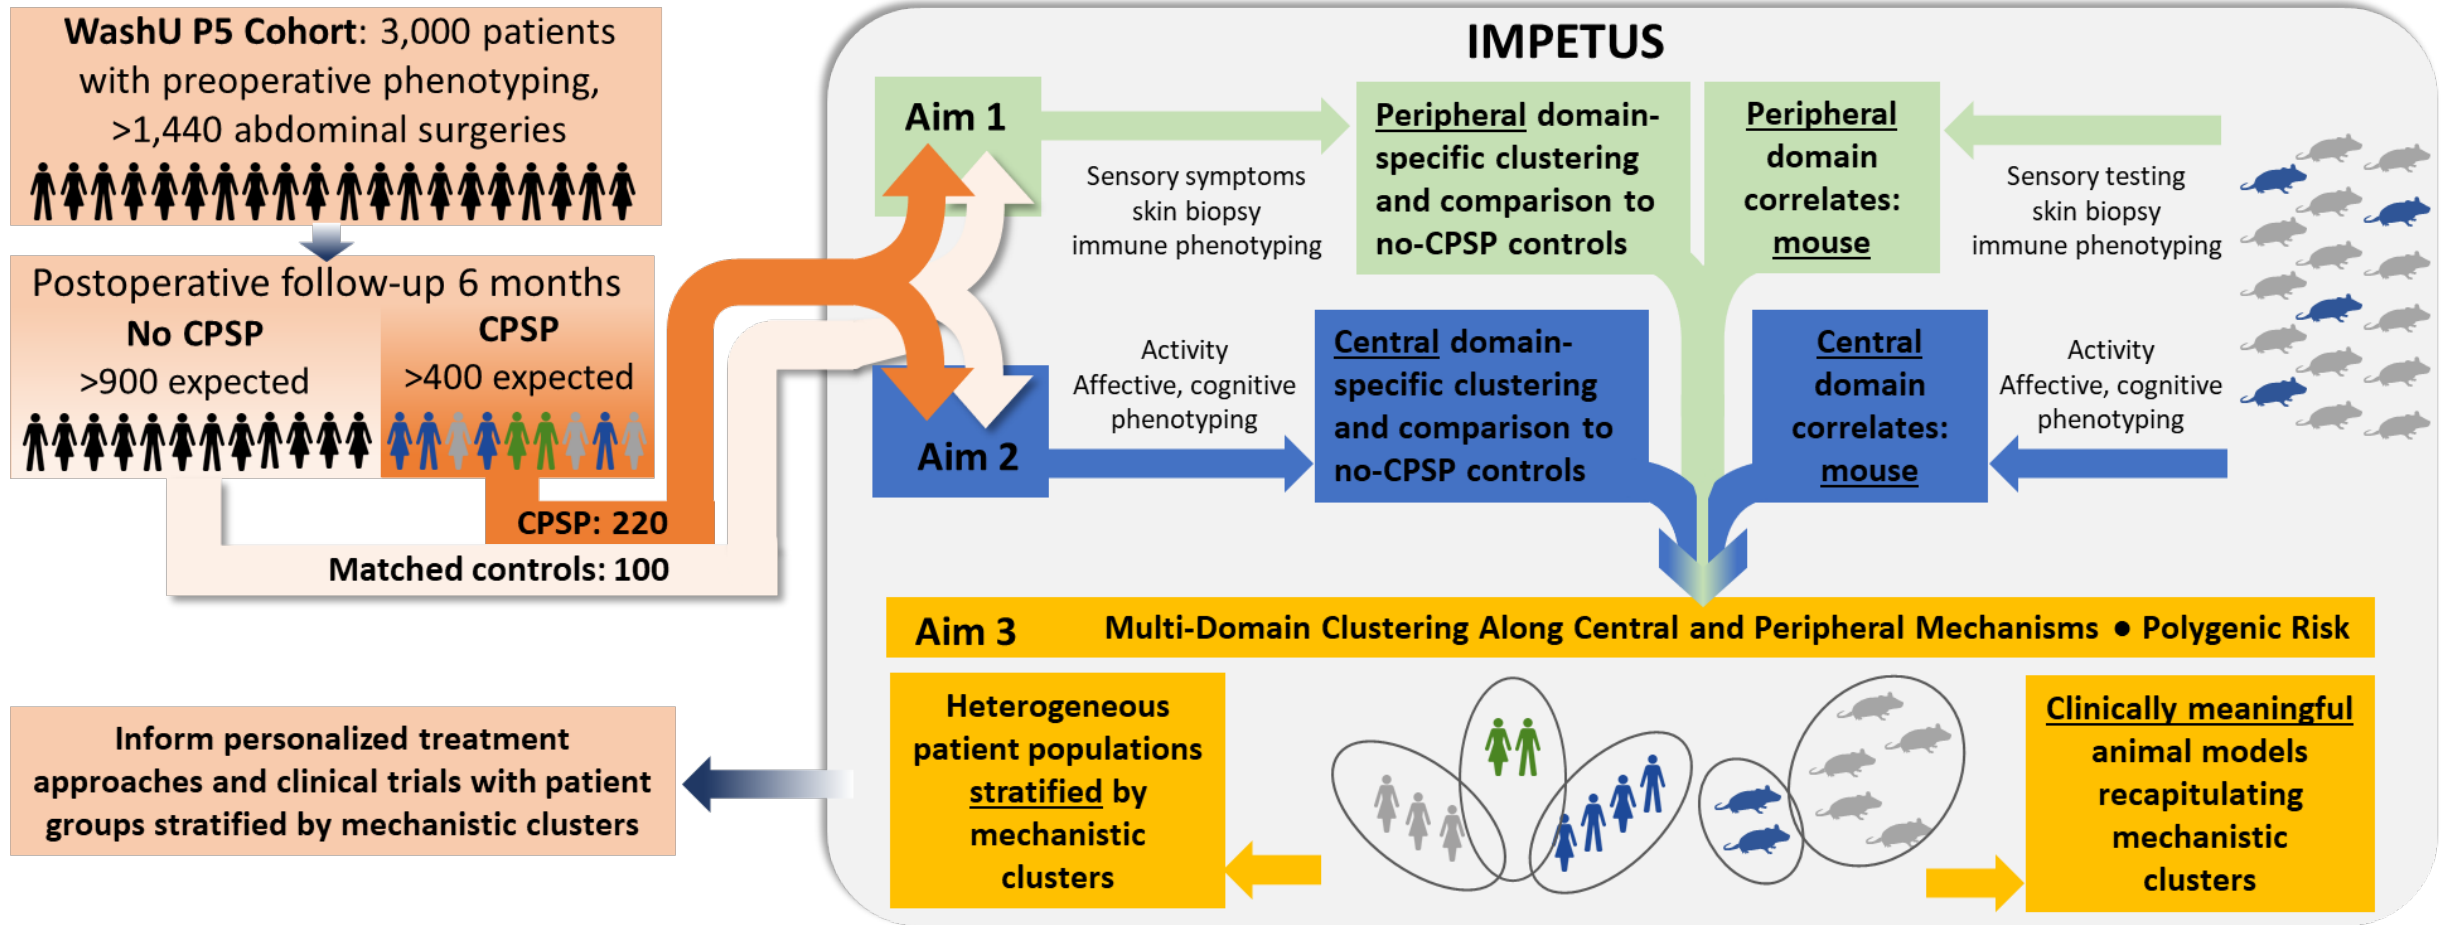 WashU P5 Cohort: 3,000 patients
with preoperative phenotyping,
>1,440 abdominal surgeries
Postoperative follow-up 6 months
No CPSP
>900 expected
CPSP
>400 expected
CPSP: 220
Matched controls: 100
Inform personalized treatment
approaches and clinical trials with patient
groups stratified by mechanistic clusters
IMPETUS
Aim 1
Sensory symptoms
skin biopsy
immune phenotyping
Peripheral domain-
specific clustering
and comparison to
no-CPSP controls
Peripheral
domain
correlates:
mouse
Sensory testing
skin biopsy
immune phenotyping
Aim 2
Activity
Affective, cognitive
phenotyping
Central domain-
specific clustering
and comparison to
no-CPSP controls
Central
domain
correlates:
mouse
Activity
Affective, cognitive
phenotyping
Aim 3
Multi-Domain Clustering Along Central and Peripheral Mechanisms ● Polygenic Risk
Heterogeneous
patient populations
stratified by
mechanistic
clusters
Clinically meaningful
animal models
recapitulating
mechanistic
clusters